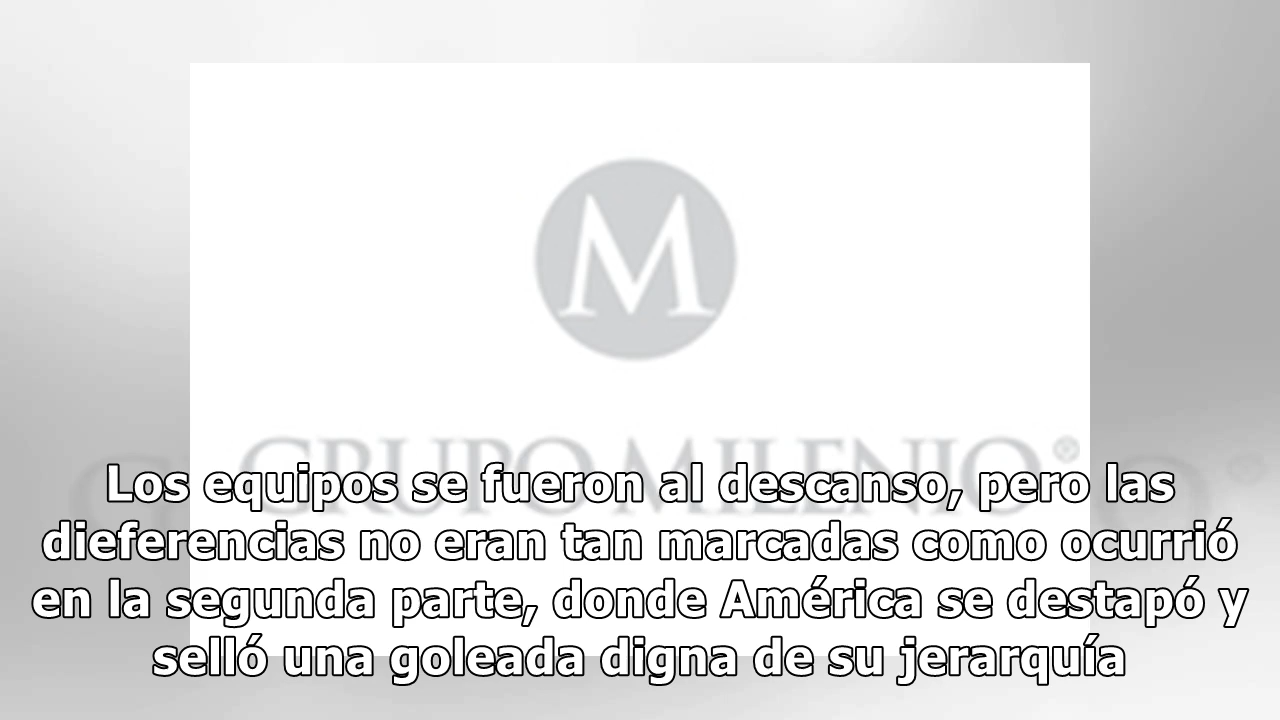 M
GRUPO MILENIO®
Los equipos se fueron al descanso, pero las
dieferencias no eran tan marcadas como ocurrió
en la segunda parte, donde América se destapó y
selló una goleada digna de su jerarquía